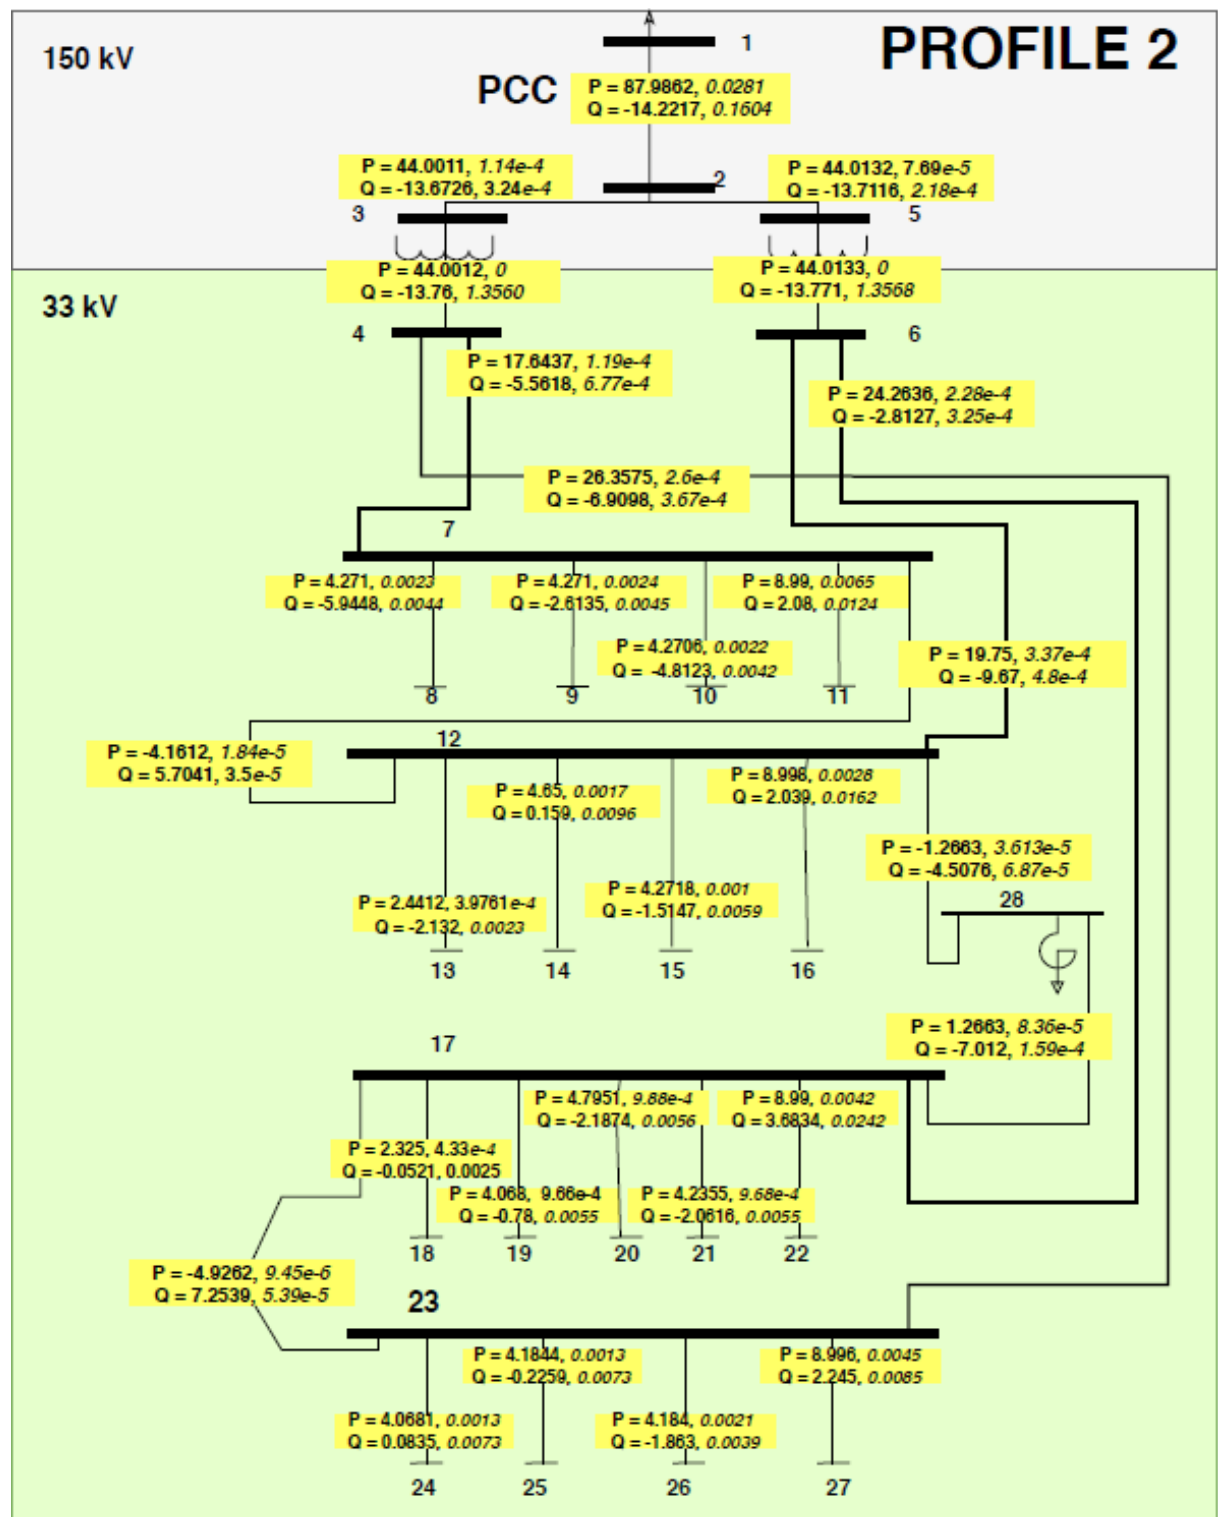 150 kV
1
PROFILE 2
PCC
P = 87.9862, 0.0281
Q = -14.2217, 0.1604
P = 44.0011, 1.14e-4
Q = -13.6726, 3.24e-4
2
P = 44.0132, 7.69e-5
Q = -13.7116, 2.18e-4
3
5
P = 44.0012, 0
Q = -13.76, 1.3560
P = 44.0133, 0
Q = -13.771, 1.3568
33 kV
4
6
P = 17.6437, 1.19e-4
Q = -5.5618, 6.77e-4
P = 24.2636, 2.28e-4
Q = -2.8127, 3.25e-4
P = 26.3575, 2.6e-4
Q = -6.9098, 3.67e-4
7
P = 4.271, 0.0023
Q = -5.9448, 0.0044
P = 4.271, 0.0024
Q = -2.6135, 0.0045
P = 8.99, 0.0065
Q = 2.08, 0.0124
P = 4.2706, 0.0022
Q = -4.8123, 0.0042
P = 19.75, 3.37e-4
Q = -9.67, 4.8e-4
8
9
10
11
12
P = -4.1612, 1.84e-5
Q = 5.7041, 3.5e-5
P = 4.65, 0.0017
Q = 0.159, 0.0096
P = 8.998, 0.0028
Q = 2.039, 0.0162
P = -1.2663, 3.613e-5
Q = -4.5076, 6.87e-5
P = 2.4412, 3.9761e-4
Q = -2.132, 0.0023
P = 4.2718, 0.001
Q = -1.5147, 0.0059
28
13
14
15
16
P = 1.2663, 8.36e-5
Q = -7.012, 1.59e-4
17
P = 4.7951, 9.88e-4
Q = -2.1874, 0.0056
P = 8.99, 0.0042
Q = 3.6834, 0.0242
P = 2.325, 4.33e-4
Q = -0.0521, 0.0025
P = 4.068, 9.66e-4
Q = -0.78, 0.0055
P = 4.2355, 9.68e-4
Q = -2.0616, 0.0055
18
19
20
21
22
P = -4.9262, 9.45e-6
Q = 7.2539, 5.39e-5
23
P = 4.1844, 0.0013
Q = -0.2259, 0.0073
P = 8.996, 0.0045
Q = 2.245, 0.0085
P = 4.0681, 0.0013
Q = 0.0835, 0.0073
P = 4.184, 0.0021
Q = -1.863, 0.0039
24
25
26
27